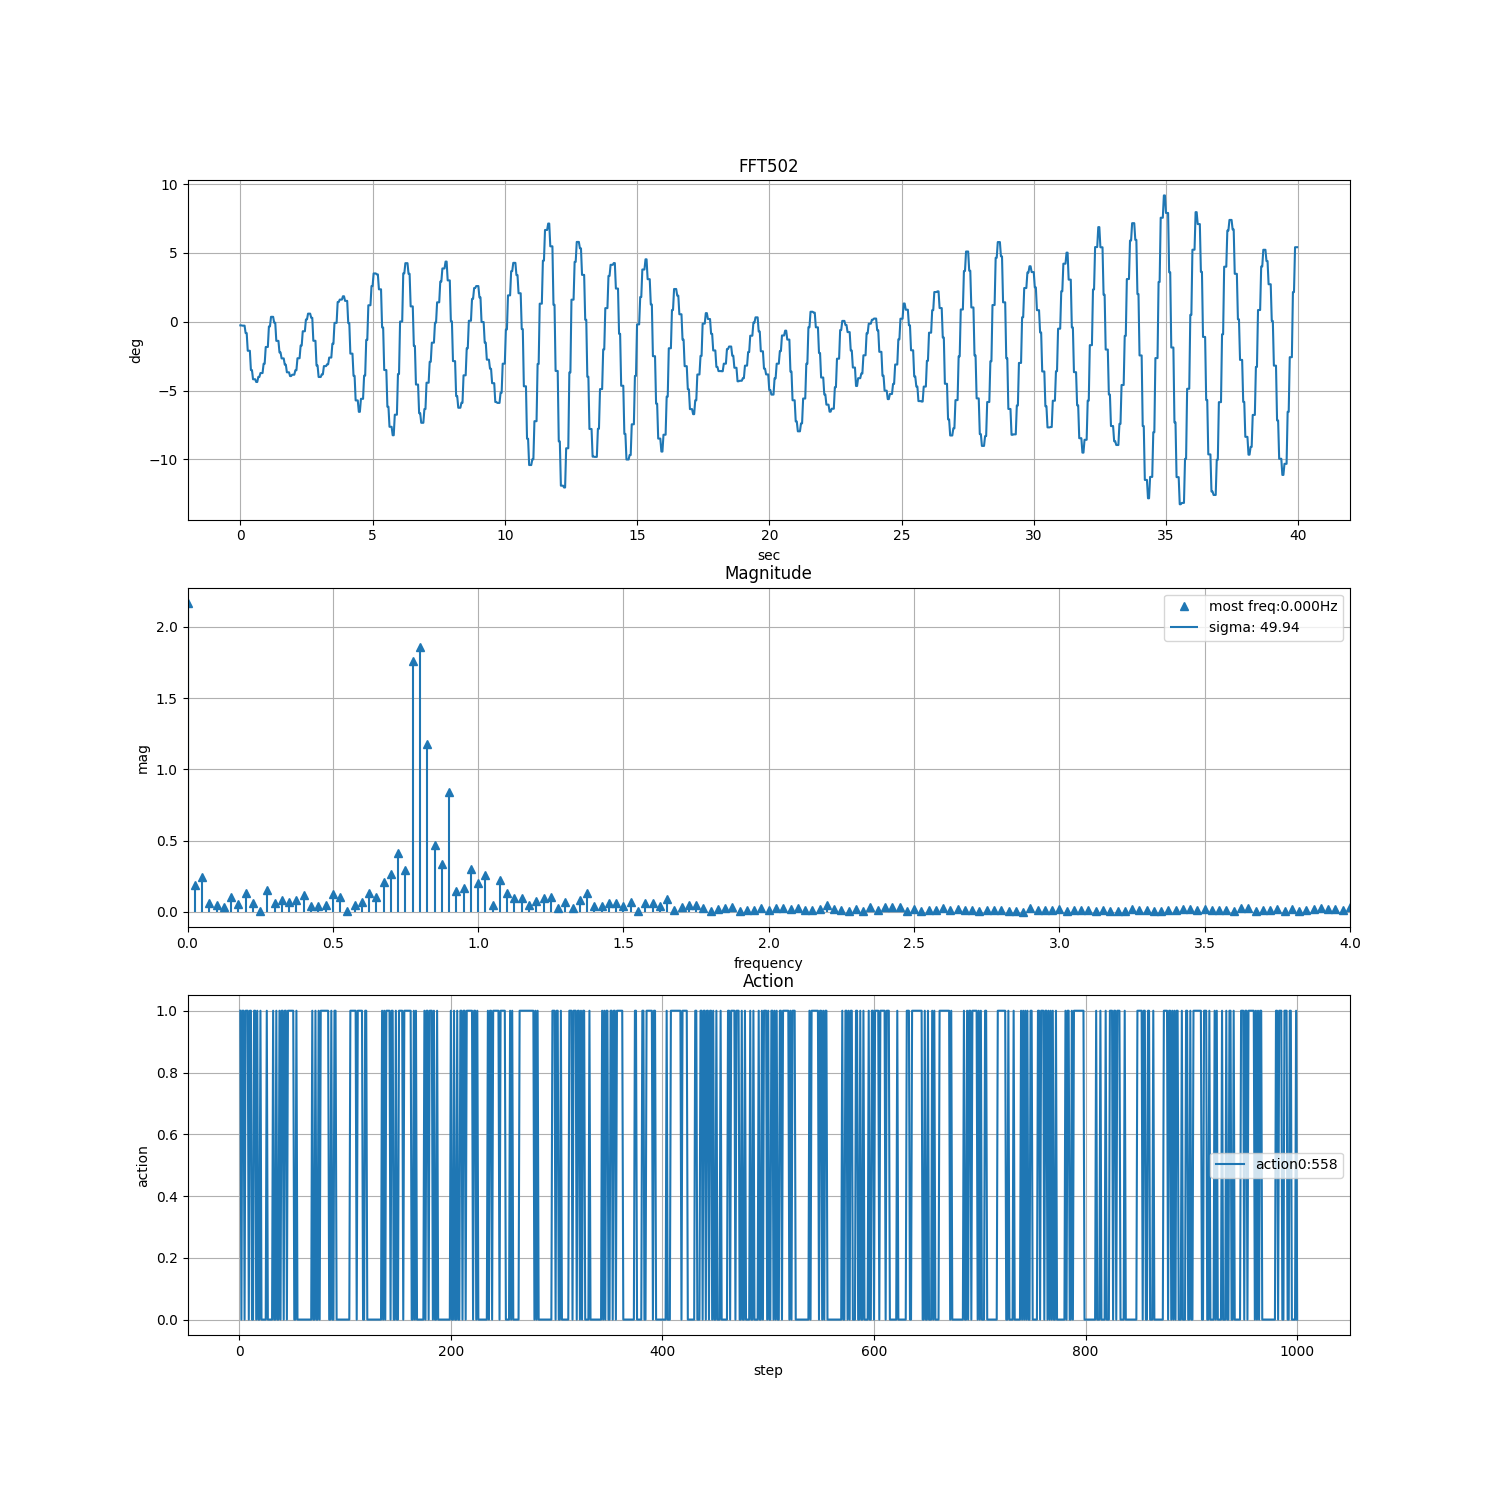 FFT502
10
5
0
−5
−10
deg
0 5 10 15 20 25 30 35 40
sec
Magnitude
most freq:0.000Hz
sigma: 49.94
2.0
1.5
1.0
0.5
0.0
mag
0.0 0.5 1.0 1.5 2.0 2.5 3.0 3.5 4.0
frequency
Action
1.0
0.8
0.6
0.4
0.2
0.0
action
action0:558
0 200 400 600 800 1000
step